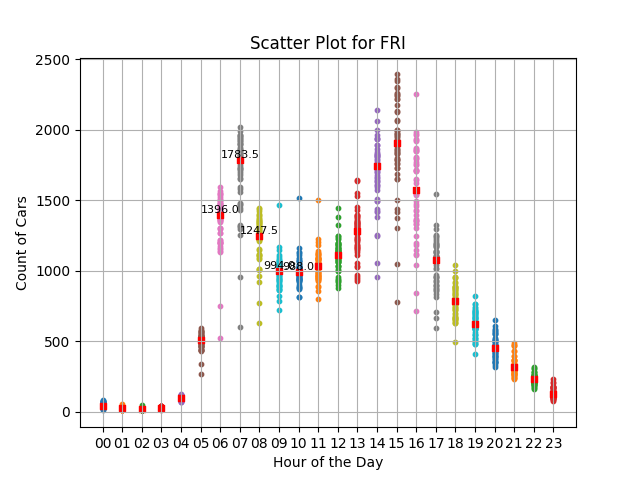 Scatter Plot for FRI
Count of Cars
2500
2000
1500
1000
500
0
1783.5
1396.0
1247.5
00 01 02 03 04 05 06 07 08 09 10 11 12 13 14 15 16 17 18 19 20 21 22 23
Hour of the Day